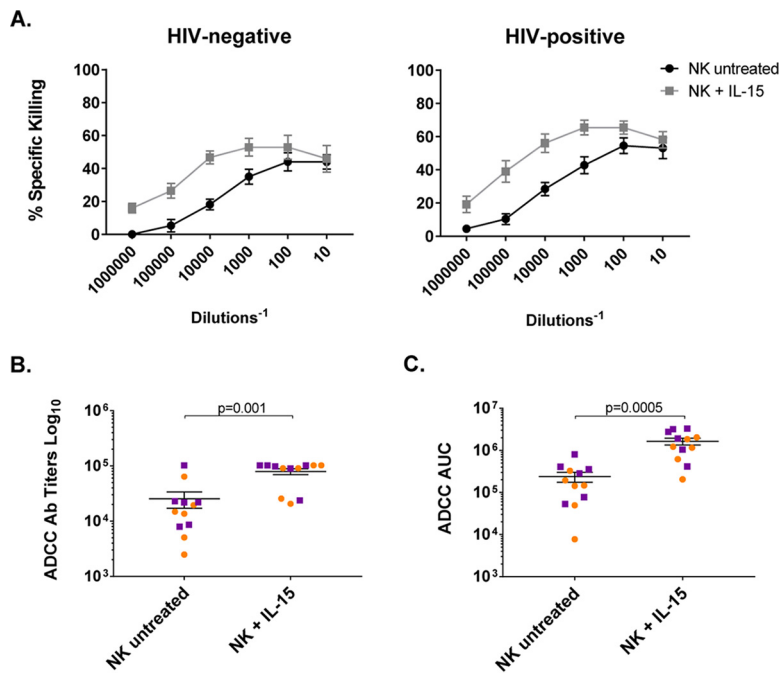 A.
HIV-negative
HIV-positive
NK untreated
NK + IL-15
% Specific Killing
100
80
60
40
20
0
1000000
100000
10000
1000
100
10
Dilutions-1
100
80
60
40
20
0
1000000
100000
10000
1000
100
10
Dilutions-1
B.
p=0.001
ADCC Ab Titers Log10
10^6
10^5
10^4
10^3
NK untreated
NK + IL-15
C.
p=0.0005
ADCC AUC
10^7
10^6
10^5
10^4
10^3
NK untreated
NK + IL-15